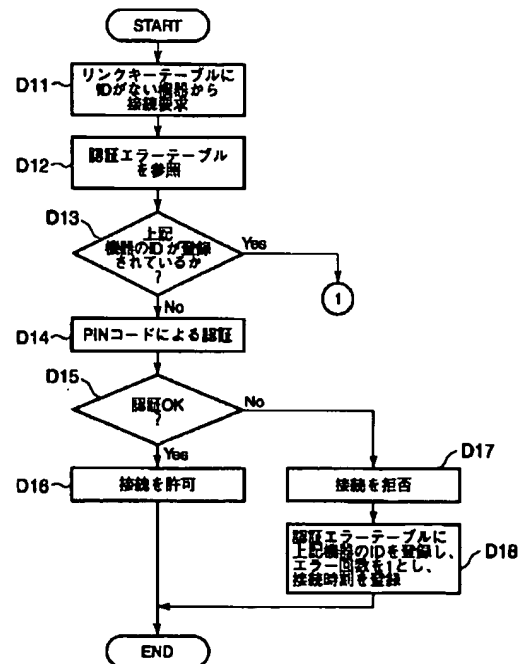 START
D11
リンクキーテーブルに
IDがない機器から
接続要求
D12
認証エラーテーブル
を参照
D13
上記
機器のIDが登録
されているか
?
Yes
1
No
D14
PINコードによる認証
D15
認証OK
?
No
Yes
D16
接続を許可
D17
接続を拒否
認証エラーテーブルに
上記機器のIDを登録し、
エラー回数を1とし、
接続時刻を登録
D18
END